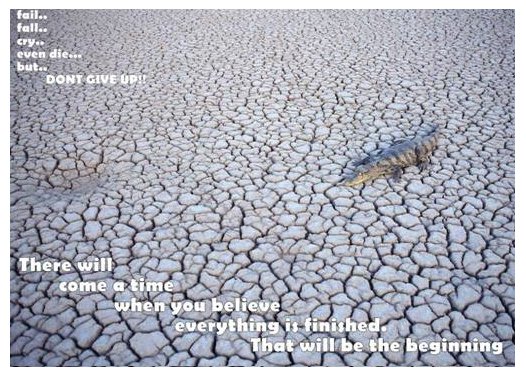 fail..
fall..
cry..
even die...
but..
DONT GIVE UP!!
There will
come a time
when you believe
everything is finished.
That will be the beginning